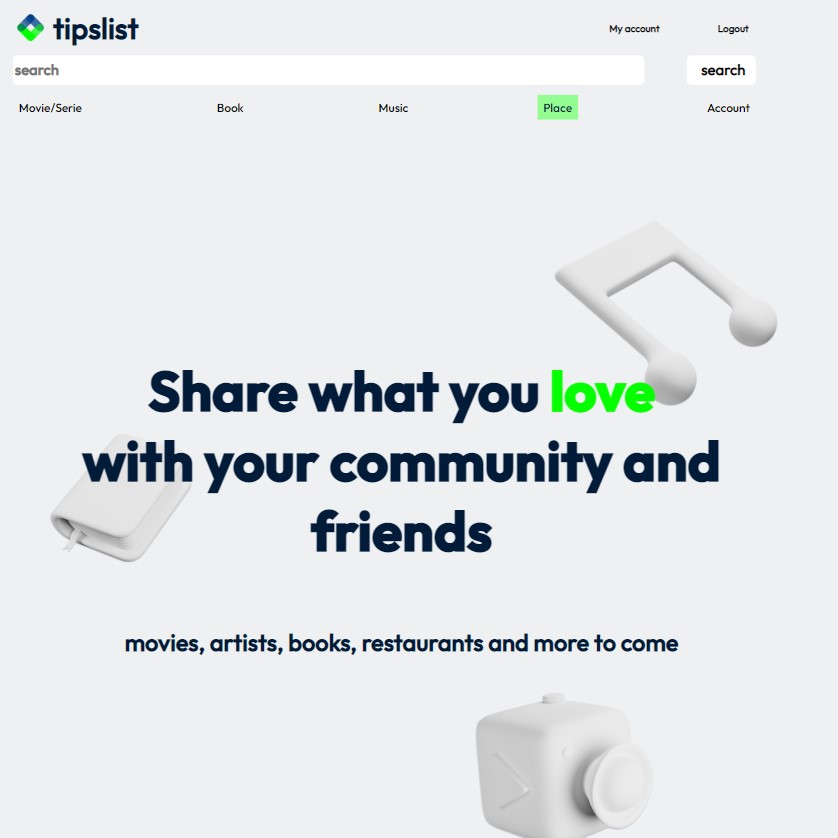 tipslist
My account Logout
search search
Movie/Serie Book Music Place Account
Share what you love
with your community and
friends
movies, artists, books, restaurants and more to come